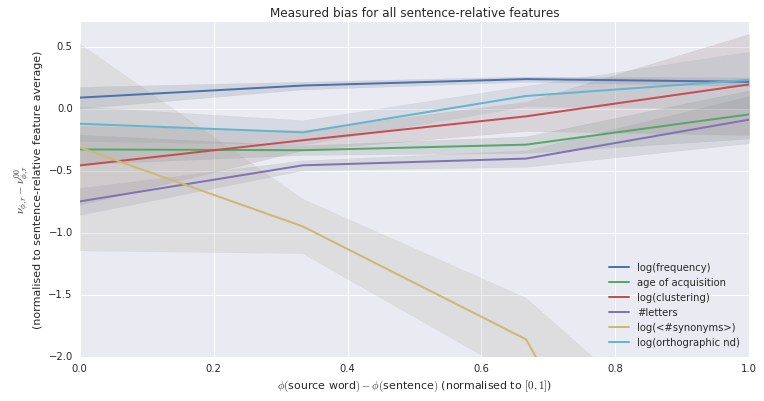 Measured bias for all sentence-relative features
0.5
0.0
−0.5
−1.0
−1.5
−2.0
0.0 0.2 0.4 0.6 0.8 1.0
ν_{ϕ,r} − ν^{00}_{ϕ,r}
(normalised to sentence-relative feature average)
ϕ(source word) − ϕ(sentence) (normalised to [0, 1])
log(frequency)
age of acquisition
log(clustering)
#letters
log(<#synonyms>)
log(orthographic nd)